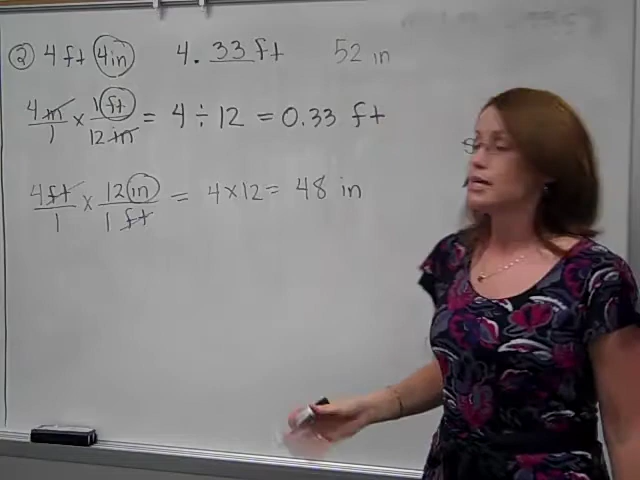 ② 4 ft 4 in 4. 33 ft 52 in
4 in/1 × 1 ft/12 in = 4 ÷ 12 = 0.33 ft
4 ft/1 × 12 in/1 ft = 4 × 12 = 48 in